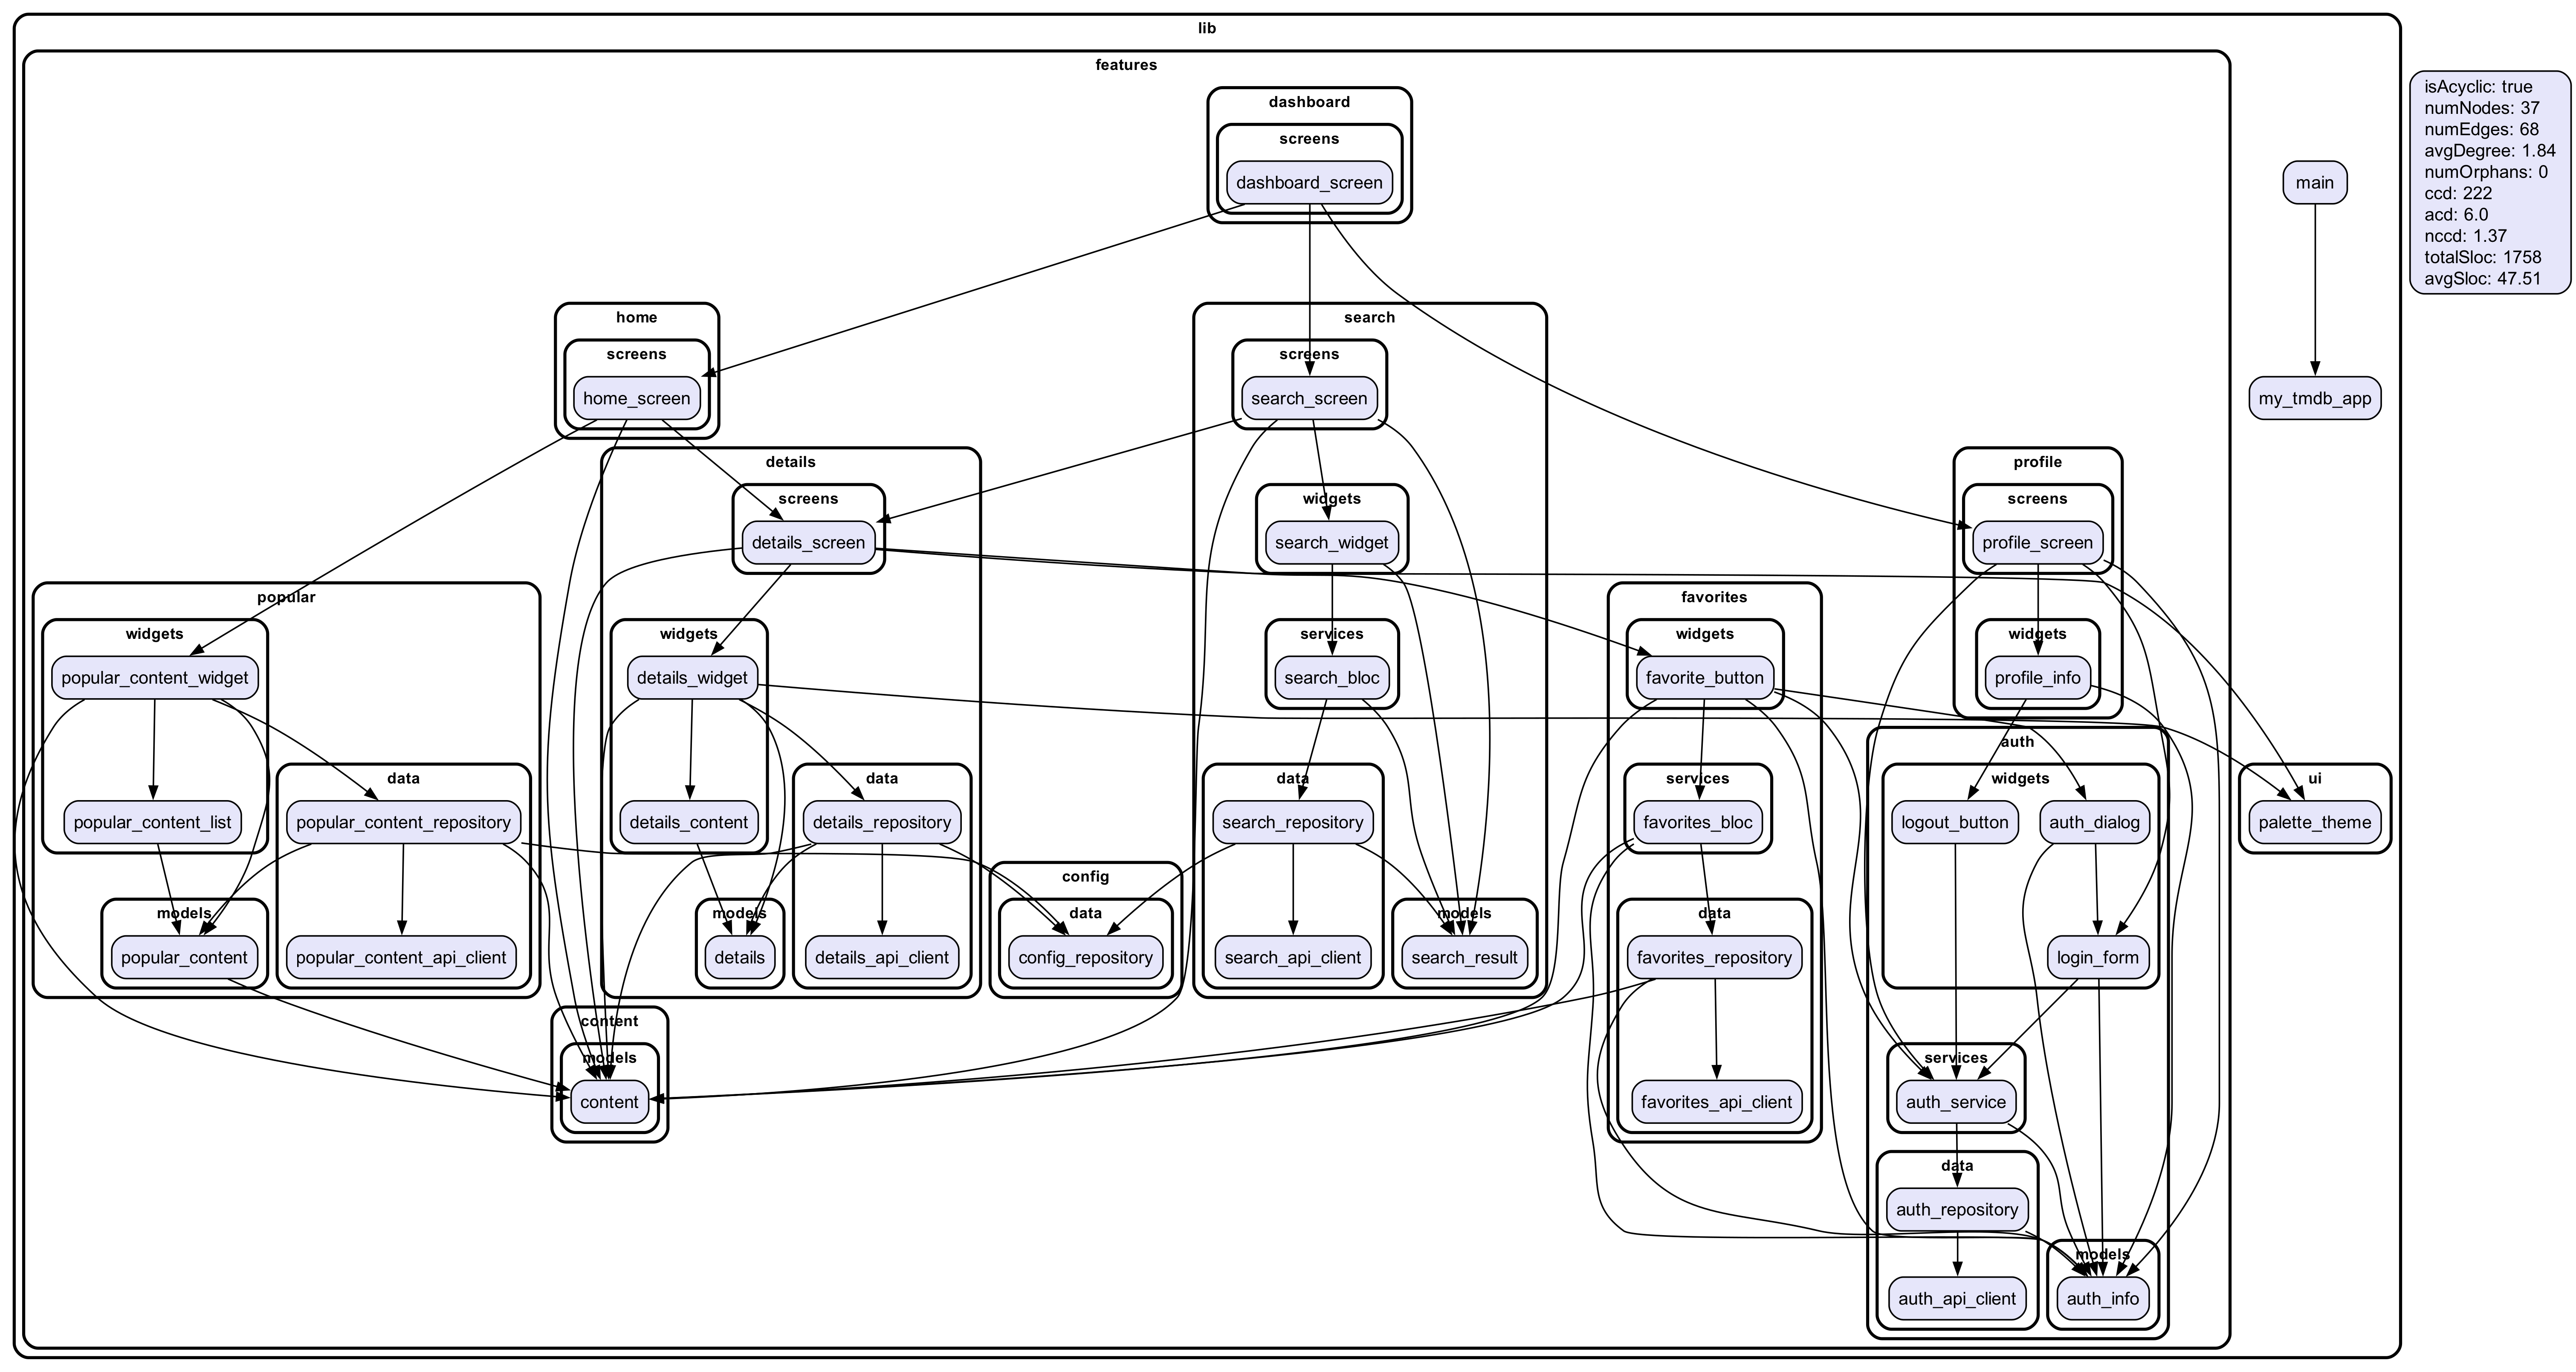 lib
features
dashboard
screens
dashboard_screen
isAcyclic: true
numNodes: 37
numEdges: 68
avgDegree: 1.84
numOrphans: 0
ccd: 222
acd: 6.0
nccd: 1.37
totalSloc: 1758
avgSloc: 47.51
main
my_tmdb_app
home
screens
home_screen
search
screens
search_screen
widgets
search_widget
services
search_bloc
data
search_repository
search_api_client
models
search_result
details
screens
details_screen
widgets
details_widget
details_content
data
details_repository
details_api_client
models
details
profile
screens
profile_screen
widgets
profile_info
popular
widgets
popular_content_widget
popular_content_list
data
popular_content_repository
popular_content_api_client
models
popular_content
favorites
widgets
favorite_button
services
favorites_bloc
data
favorites_repository
favorites_api_client
auth
widgets
logout_button
auth_dialog
login_form
services
auth_service
data
auth_repository
auth_api_client
models
auth_info
ui
palette_theme
config
data
config_repository
content
models
content